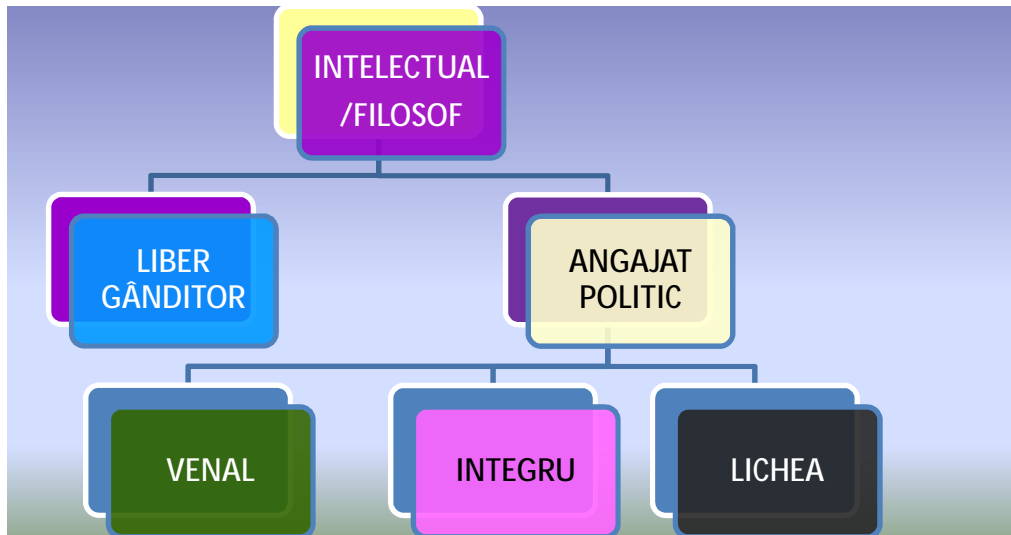 INTELECTUAL
/FILOSOF
LIBER
GÂNDITOR
ANGAJAT
POLITIC
VENAL
INTEGRU
LICHEA